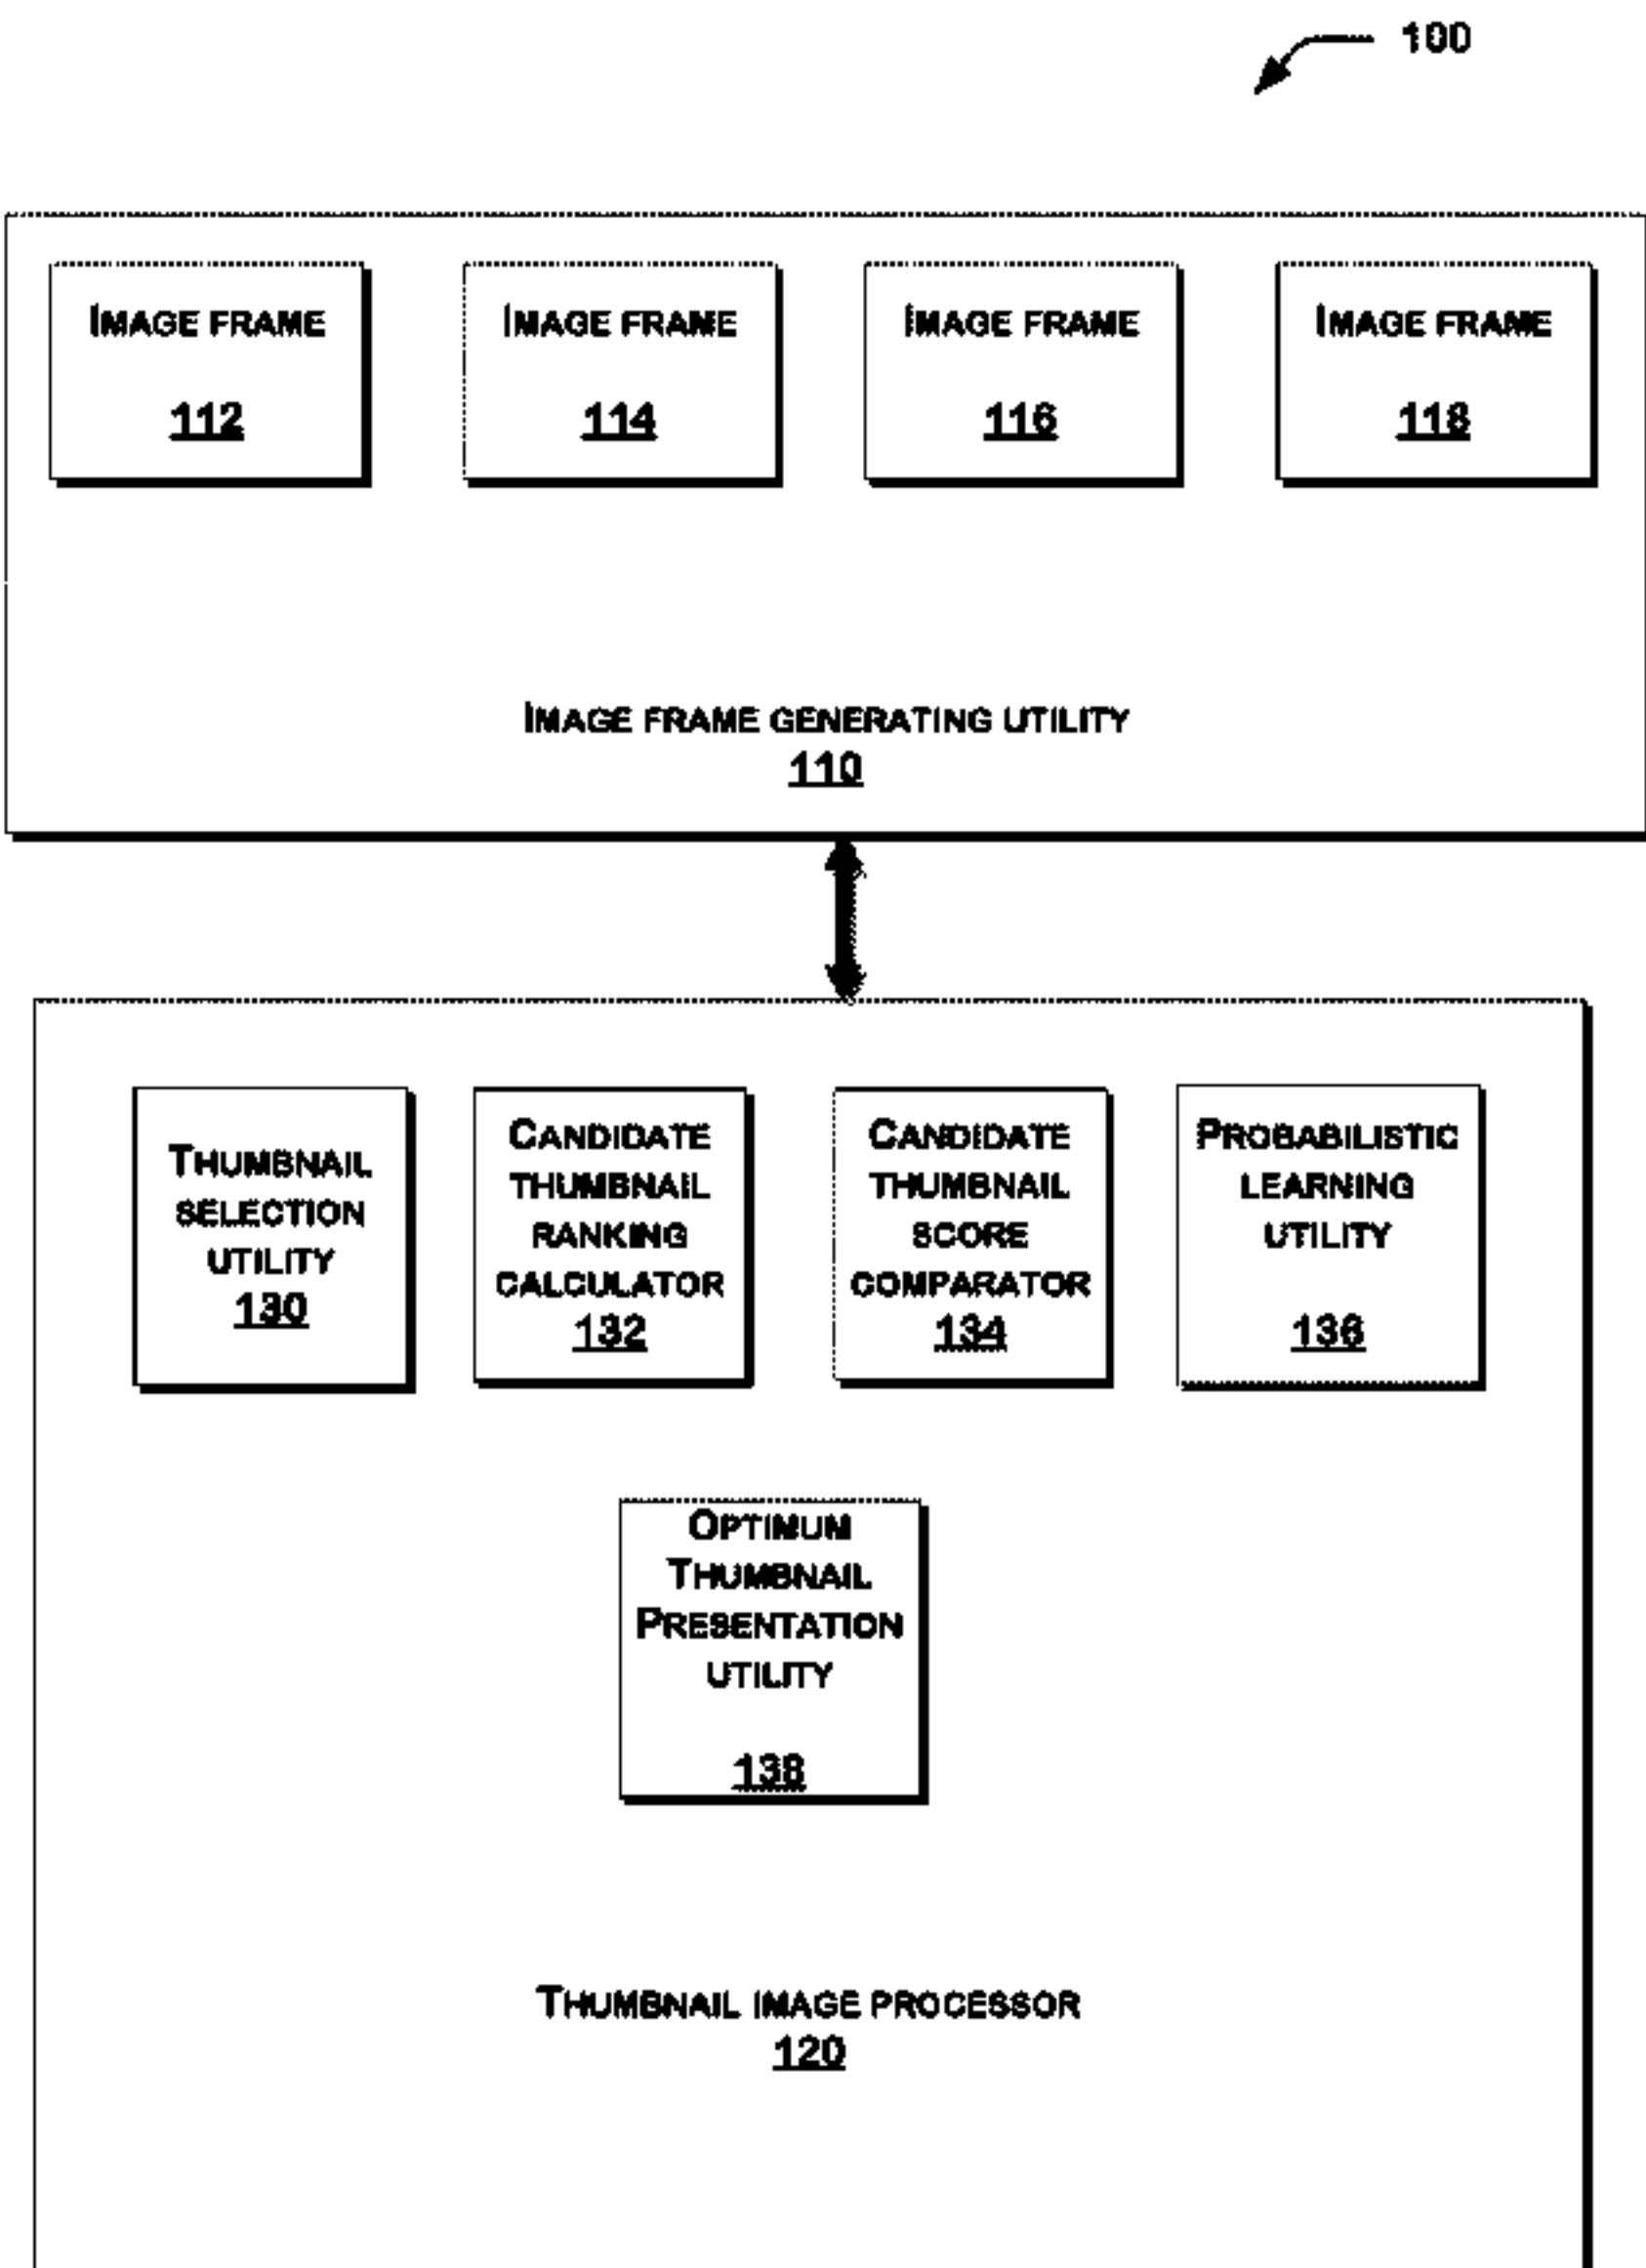 100
IMAGE FRAME
112
IMAGE FRAME
114
IMAGE FRAME
116
IMAGE FRAME
118
IMAGE FRAME GENERATING UTILITY
110
THUMBNAIL
SELECTION
UTILITY
130
CANDIDATE
THUMBNAIL
RANKING
CALCULATOR
132
CANDIDATE
THUMBNAIL
SCORE
COMPARATOR
134
PROBABILISTIC
LEARNING
UTILITY
136
OPTIMUM
THUMBNAIL
PRESENTATION
UTILITY
138
THUMBNAIL IMAGE PROCESSOR
120